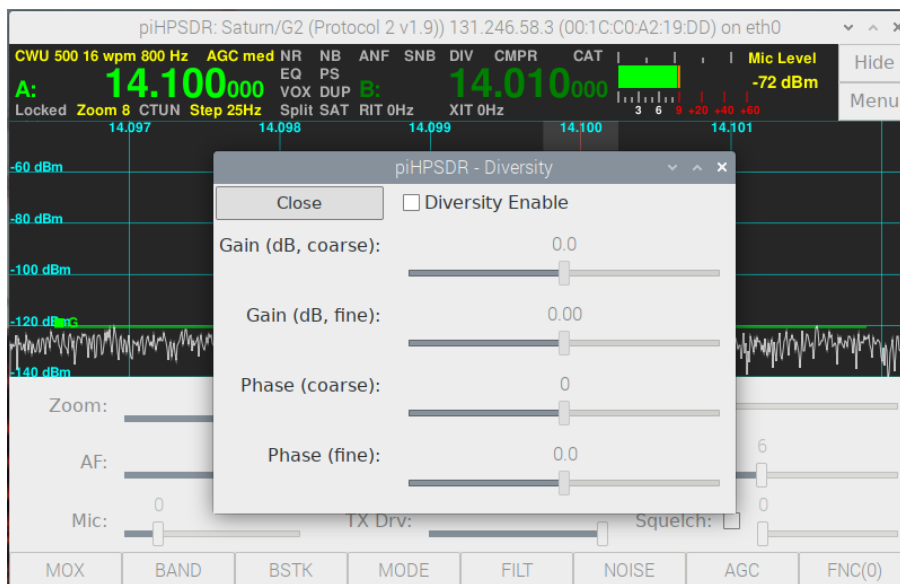 piHPSDR: Saturn/G2 (Protocol 2 v1.9)) 131.246.58.3 (00:1C:C0:A2:19:DD) on eth0
CWU 500 16 wpm 800 Hz AGC med NR NB ANF SNB DIV CMPR CAT Mic Level Hide
A: 14.100000 EQ PS B: 14.010000 -72 dBm
VOX DUP Menu
Locked Zoom 8 CTUN Step 25Hz Split SAT RIT 0Hz XIT 0Hz 3 6 9 +20 +40 +60
14.097 14.098 14.099 14.100 14.101
piHPSDR - Diversity
-60 dBm
Close Diversity Enable
-80 dBm
Gain (dB, coarse): 0.0
-100 dBm
Gain (dB, fine): 0.00
-120 dBm G
-140 dBm
Phase (coarse): 0
Zoom:
Phase (fine): 0.0
AF: 6
Mic: 0 TX Drv: Squelch: 0
MOX BAND BSTK MODE FILT NOISE AGC FNC(0)